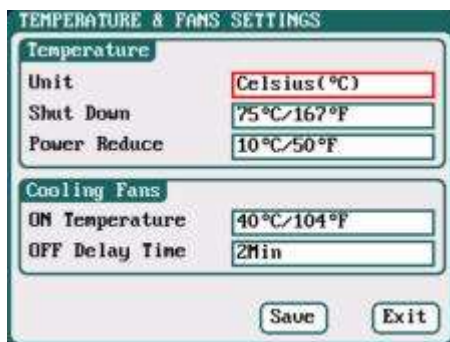 TEMPERATURE & FANS SETTINGS
Temperature
Unit Celsius(°C)
Shut Down 75°C/167°F
Power Reduce 10°C/50°F
Cooling Fans
ON Temperature 40°C/104°F
OFF Delay Time 2Min
Save Exit